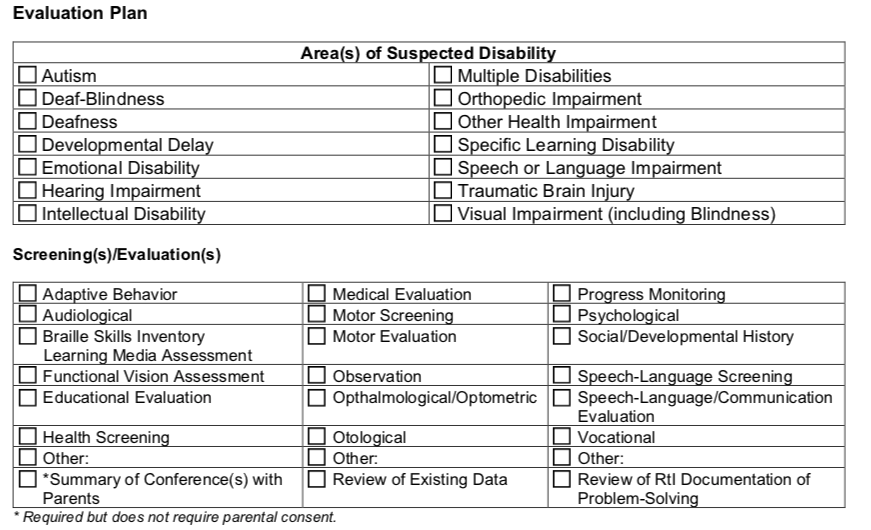 Evaluation Plan
Area(s) of Suspected Disability
Autism
Multiple Disabilities
Deaf-Blindness
Orthopedic Impairment
Deafness
Other Health Impairment
Developmental Delay
Specific Learning Disability
Emotional Disability
Speech or Language Impairment
Hearing Impairment
Traumatic Brain Injury
Intellectual Disability
Visual Impairment (including Blindness)
Screening(s)/Evaluation(s)
Adaptive Behavior
Medical Evaluation
Progress Monitoring
Audiological
Motor Screening
Psychological
Braille Skills Inventory
Learning Media Assessment
Motor Evaluation
Social/Developmental History
Functional Vision Assessment
Observation
Speech-Language Screening
Educational Evaluation
Opthalmological/Optometric
Speech-Language/Communication
Evaluation
Health Screening
Otological
Vocational
Other:
Other:
Other:
*Summary of Conference(s) with
Parents
Review of Existing Data
Review of RtI Documentation of
Problem-Solving
* Required but does not require parental consent.